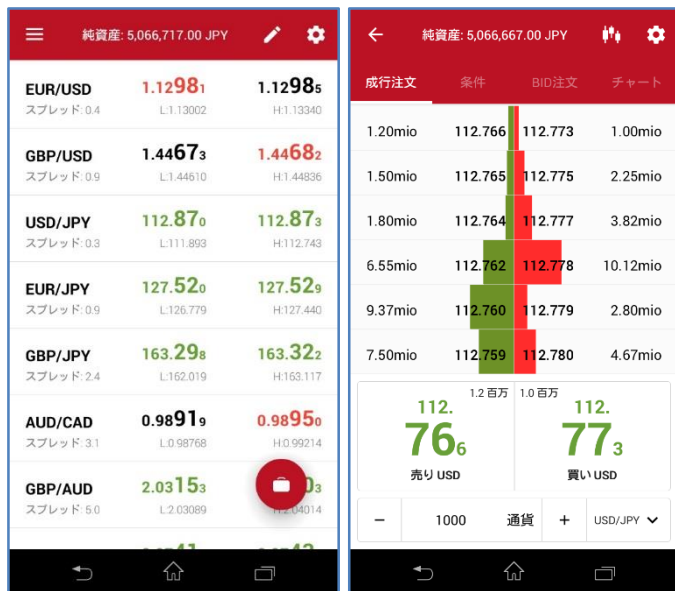 純資産: 5,066,717.00 JPY
EUR/USD 1.12981 1.12985
スプレッド: 0.4 L:1.13002 H:1.13340
GBP/USD 1.44673 1.44682
スプレッド: 0.9 L:1.44610 H:1.44836
USD/JPY 112.870 112.873
スプレッド: 0.3 L:111.893 H:112.743
EUR/JPY 127.520 127.529
スプレッド: 0.9 L:126.779 H:127.440
GBP/JPY 163.298 163.322
スプレッド: 2.4 L:162.019 H:163.117
AUD/CAD 0.98919 0.98950
スプレッド: 3.1 L:0.98768 H:0.99214
GBP/AUD 2.03153
スプレッド: 5.0 L:2.03089 H:2.04014
純資産: 5,066,667.00 JPY
成行注文 条件 BID注文 チャート
1.20mio 112.766 112.773 1.00mio
1.50mio 112.765 112.775 2.25mio
1.80mio 112.764 112.777 3.82mio
6.55mio 112.762 112.778 10.12mio
9.37mio 112.760 112.779 2.80mio
7.50mio 112.759 112.780 4.67mio
1.2 百万 1.0 百万
112. 112.
766 773
売り USD 買い USD
− 1000 通貨 + USD/JPY